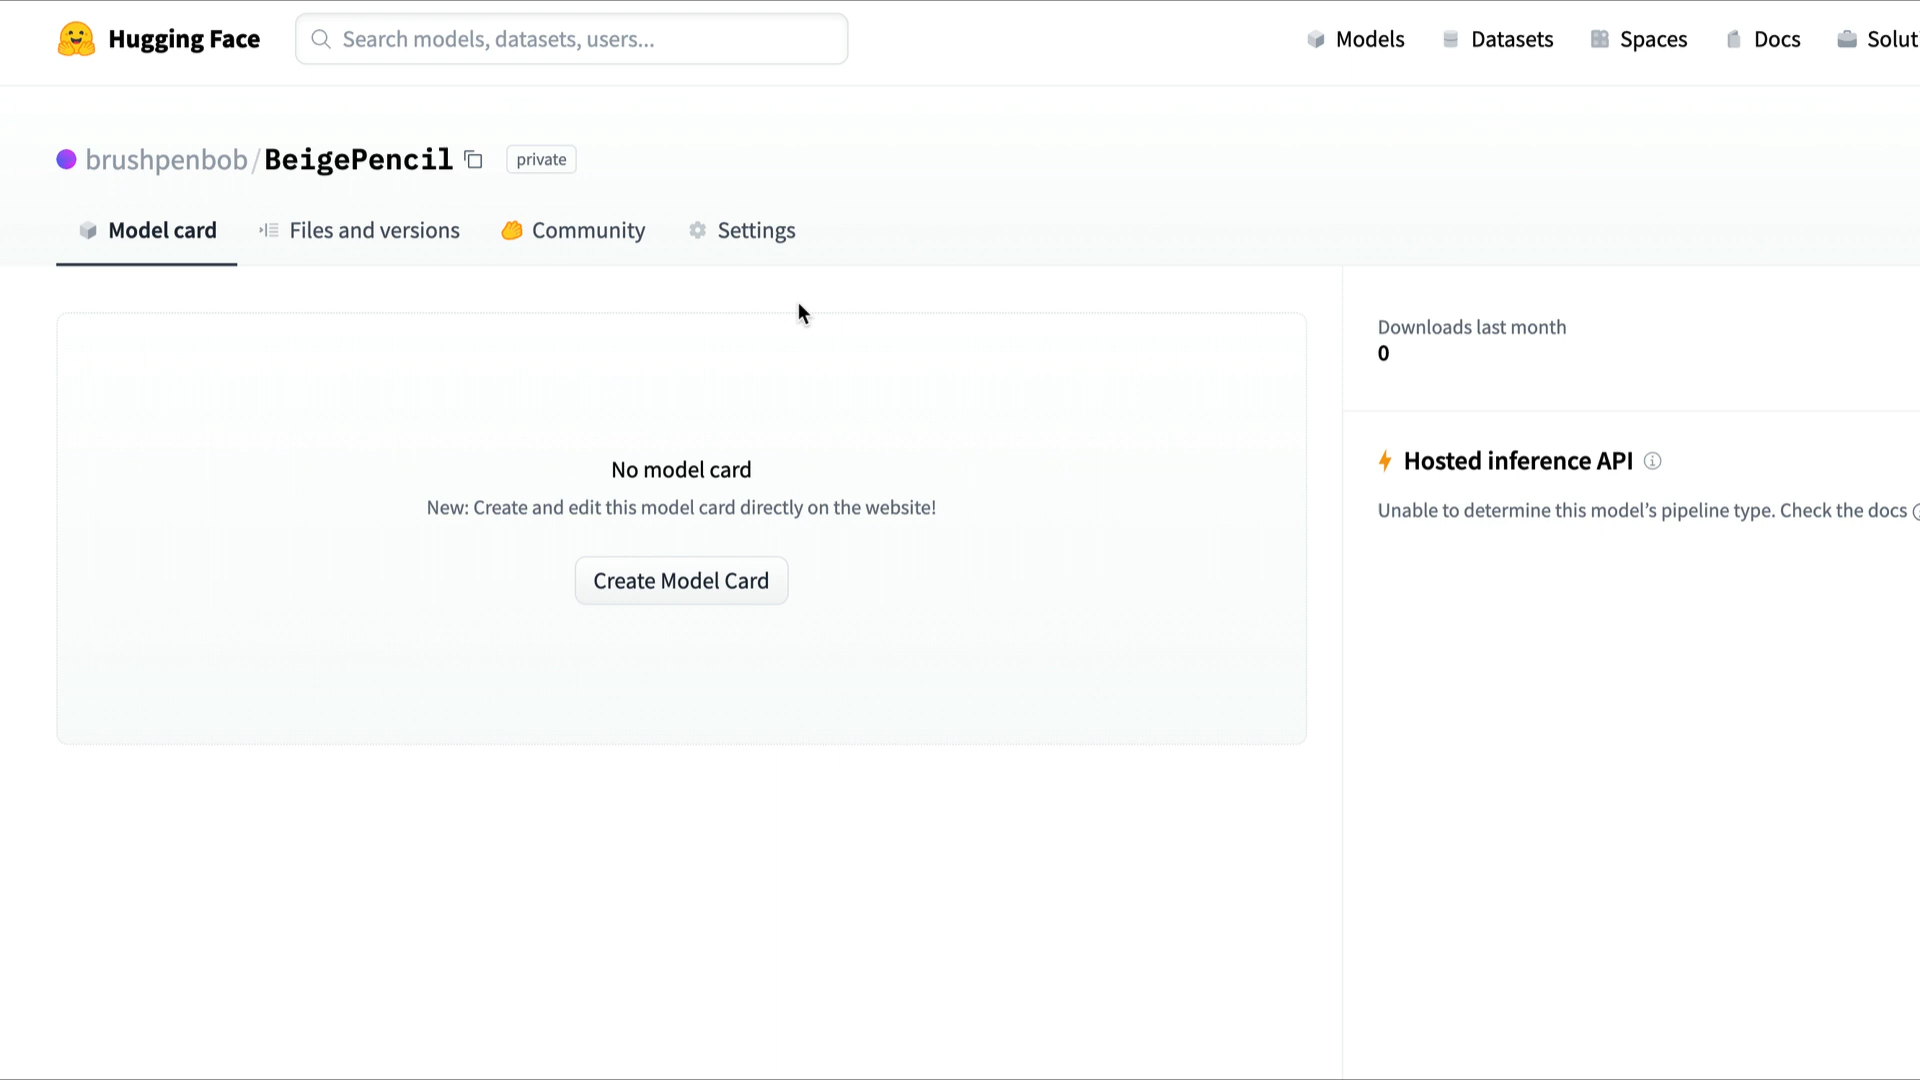 Hugging Face
Search models, datasets, users...
Models
Datasets
Spaces
Docs
Solut
brushpenbob/BeigePencil
private
Model card
Files and versions
Community
Settings
No model card
New: Create and edit this model card directly on the website!
Create Model Card
Downloads last month
0
Hosted inference API
Unable to determine this model’s pipeline type. Check the docs